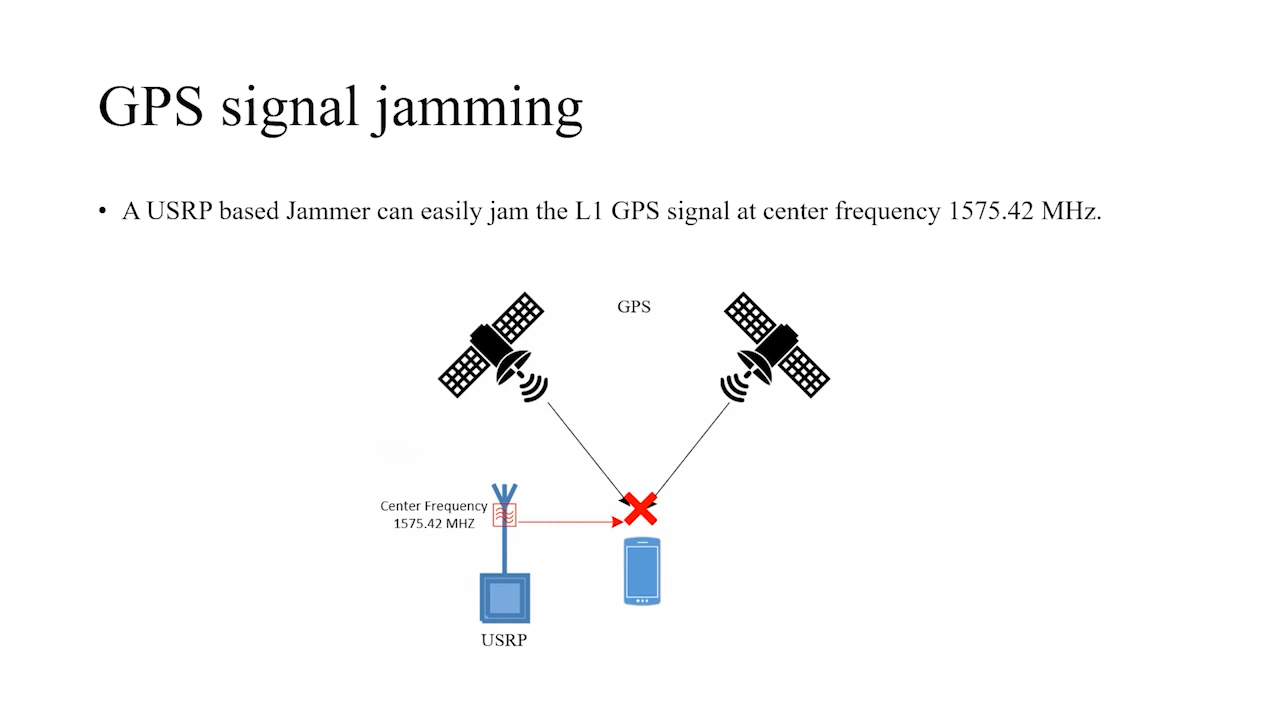 GPS signal jamming
• A USRP based Jammer can easily jam the L1 GPS signal at center frequency 1575.42 MHz.
GPS
Center Frequency
1575.42 MHZ
USRP